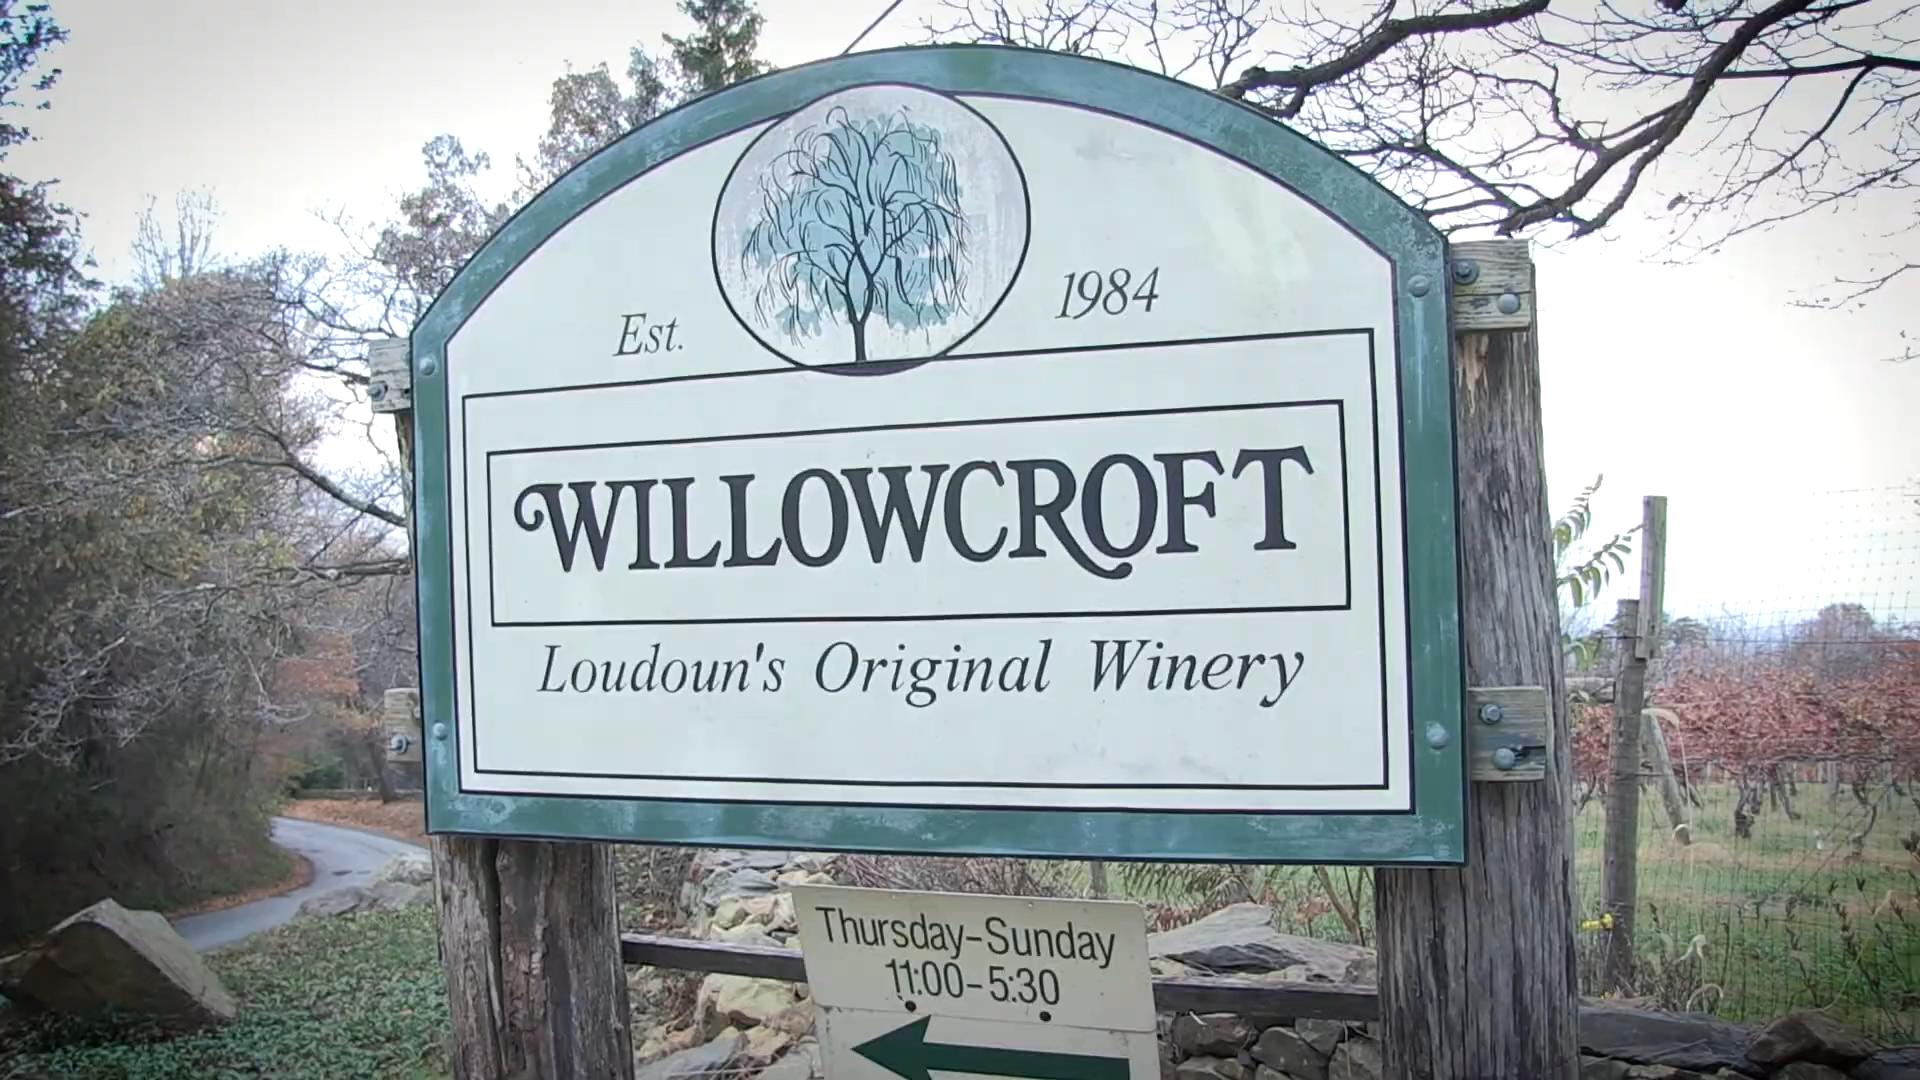 Est. 1984
WILLOWCROFT
Loudoun's Original Winery
Thursday-Sunday
11:00-5:30